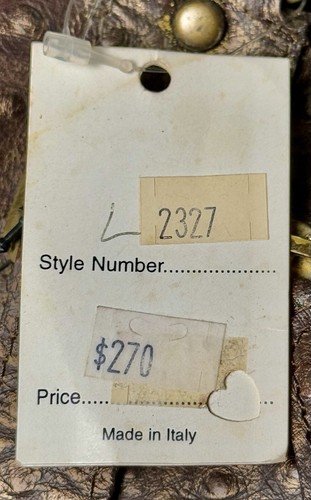 L 2327
Style Number......................
$270
Price..............................
Made in Italy